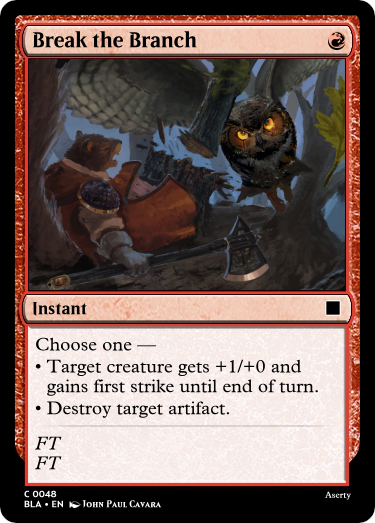 Break the Branch
Instant
Choose one —
• Target creature gets +1/+0 and
gains first strike until end of turn.
• Destroy target artifact.
FT
FT
C 0048
BLA • EN John Paul Cavara
Aserty